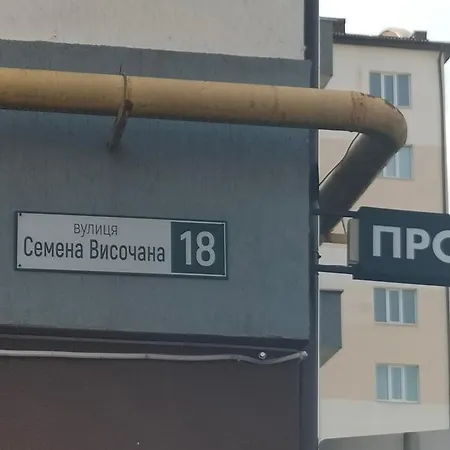 вулиця
Семена Височана 18
ПРО